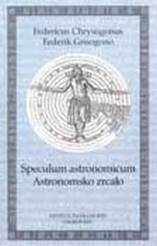 Federicus Chrysogonus
Federik Grisogono
Speculum astronomicum
Astronomsko zrcalo